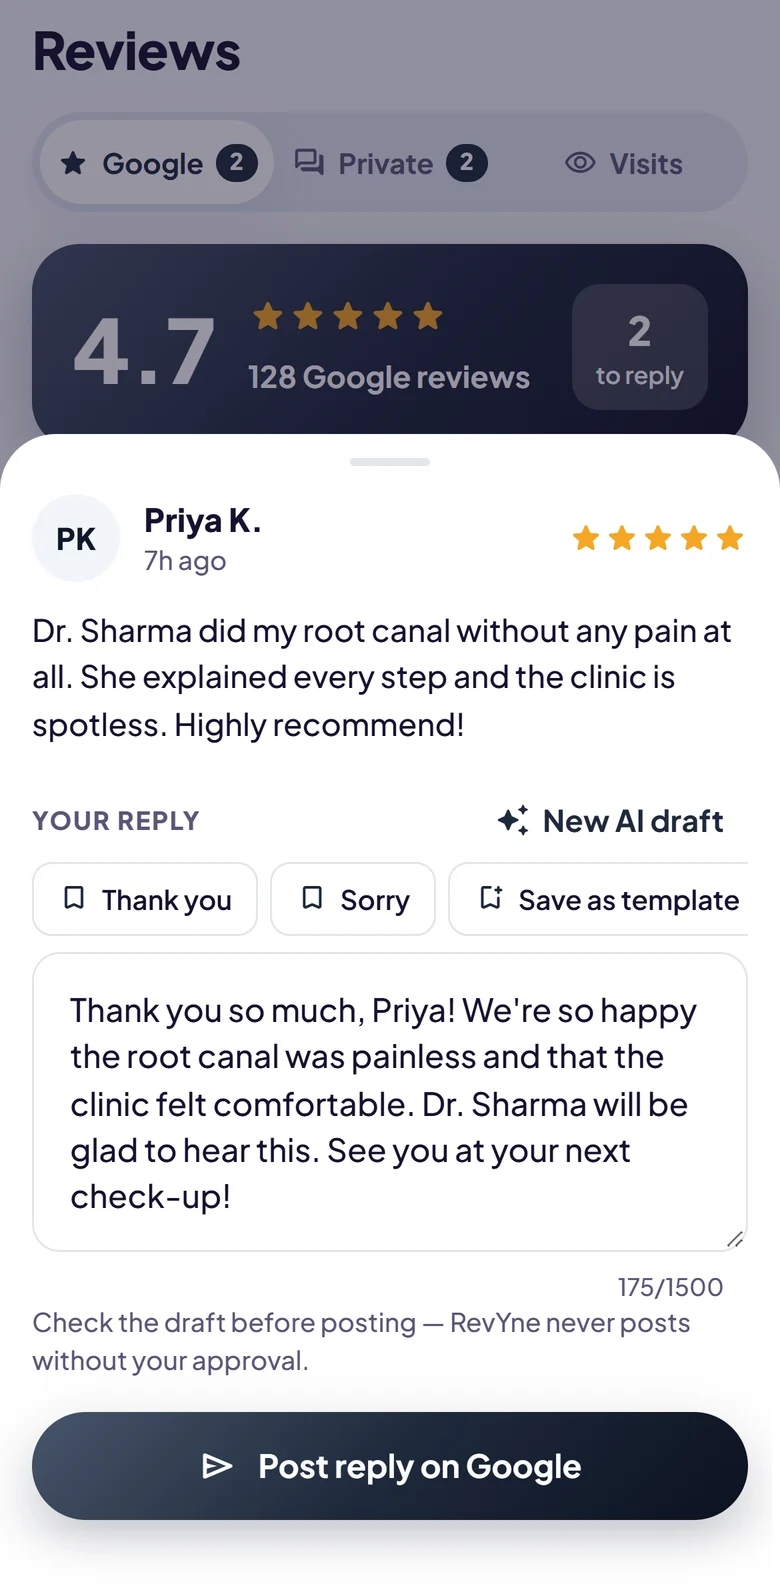 Reviews
Google 2
Private 2
Visits
4.7
128 Google reviews
2
to reply
PK
Priya K.
7h ago
Dr. Sharma did my root canal without any pain at
all. She explained every step and the clinic is
spotless. Highly recommend!
YOUR REPLY
New AI draft
Thank you
Sorry
Save as template
Thank you so much, Priya! We're so happy
the root canal was painless and that the
clinic felt comfortable. Dr. Sharma will be
glad to hear this. See you at your next
check-up!
175/1500
Check the draft before posting — RevYne never posts
without your approval.
Post reply on Google